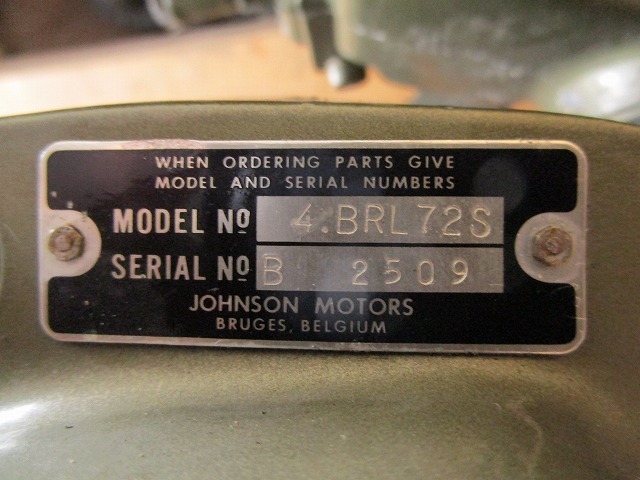 WHEN ORDERING PARTS GIVE
MODEL AND SERIAL NUMBERS
MODEL Nº 4.BRL72S
SERIAL Nº B 2509
JOHNSON MOTORS
BRUGES, BELGIUM